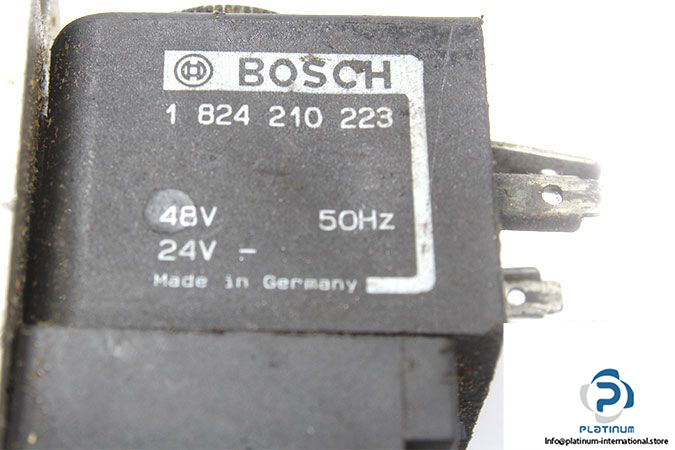 BOSCH
1 824 210 223
48V 50Hz
24V -
Made in Germany
PLATINUM
Info@platinum-international.store